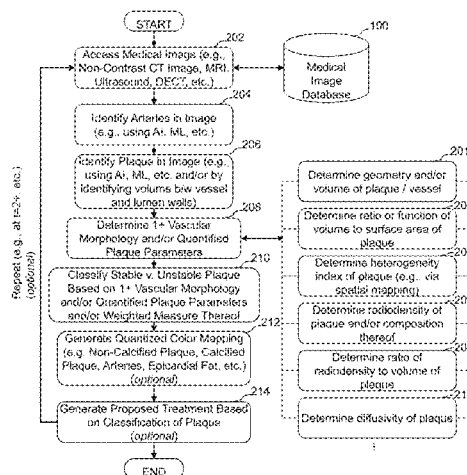 START
202
Access Medical Image (e.g.,
Non-Contrast CT Image, MRI,
Ultrasound, DECT, etc.)
190
Medical
Image
Database
204
Identify Arteries in Image
(e.g., using AI, ML, etc.)
206
Identify Plaque in Image (e.g.,
using AI, ML, etc. and/or by
identifying volume b/w vessel
and lumen walls)
208
Determine 1+ Vascular
Morphology and/or Quantified
Plaque Parameters
210
Classify Stable v. Unstable Plaque
Based on 1+ Vascular Morphology
and/or Quantified Plaque Parameters
and/or Weighted Measure Thereof
212
Generate Quantized Color Mapping
(e.g. Non-Calcified Plaque, Calcified
Plaque, Arteries, Epicardial Fat, etc.)
(optional)
214
Generate Proposed Treatment Based
on Classification of Plaque
(optional)
END
Repeat (e.g., at t=2+, etc.)
(optional)
201
Determine geometry and/or
volume of plaque / vessel
20
Determine ratio or function of
volume to surface area of
plaque
20
Determine heterogeneity
index of plaque (e.g., via
spatial mapping)
20
Determine radiodensity of
plaque and/or composition
thereof
20
Determine ratio of
radiodensity to volume of
plaque
21
Determine diffusivity of plaque